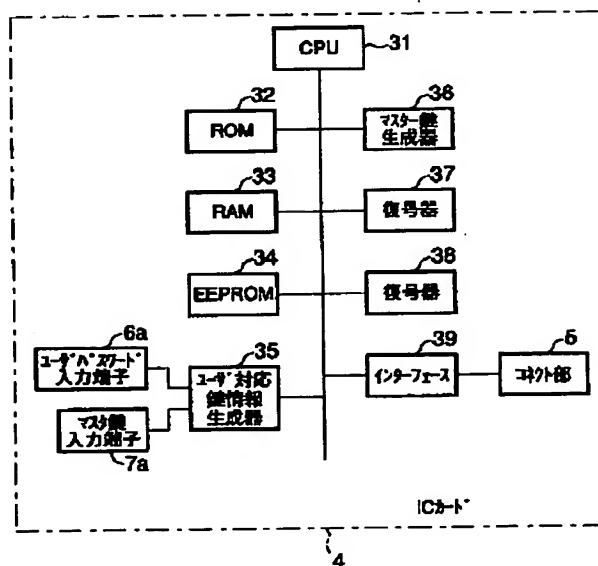 CPU
31
32
ROM
36
マスター鍵
生成器
33
RAM
37
復号器
34
EEPROM
38
復号器
6a
ユーザパスワード
入力端子
35
ユーザ対応
鍵情報
生成器
39
インターフェース
5
コネクト部
マスタ鍵
入力端子
7a
ICカード
4